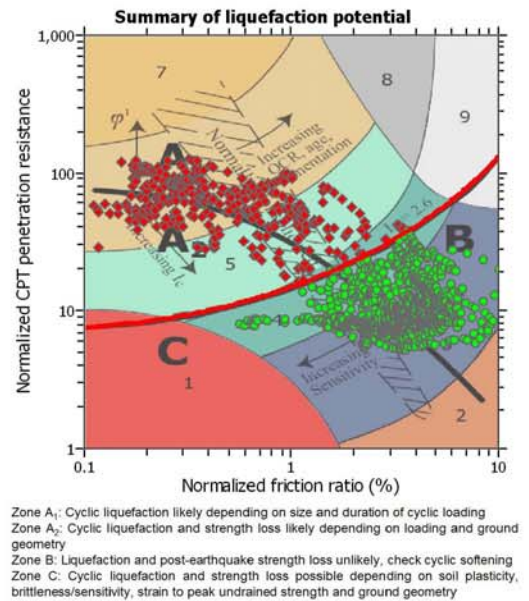 Summary of liquefaction potential
1,000
7
8
9
φ'
Increasing
OCR, age,
cementation
Normalized CPT penetration resistance
100
A
A2
Increasing Ic
5
Ic = 2.6
B
10
4
C
1
Increasing
Sensitivity
2
1
0.1
1
10
Normalized friction ratio (%)
Zone A1: Cyclic liquefaction likely depending on size and duration of cyclic loading
Zone A2: Cyclic liquefaction and strength loss likely depending on loading and ground
geometry
Zone B: Liquefaction and post-earthquake strength loss unlikely, check cyclic softening
Zone C: Cyclic liquefaction and strength loss possible depending on soil plasticity,
brittleness/sensitivity, strain to peak undrained strength and ground geometry